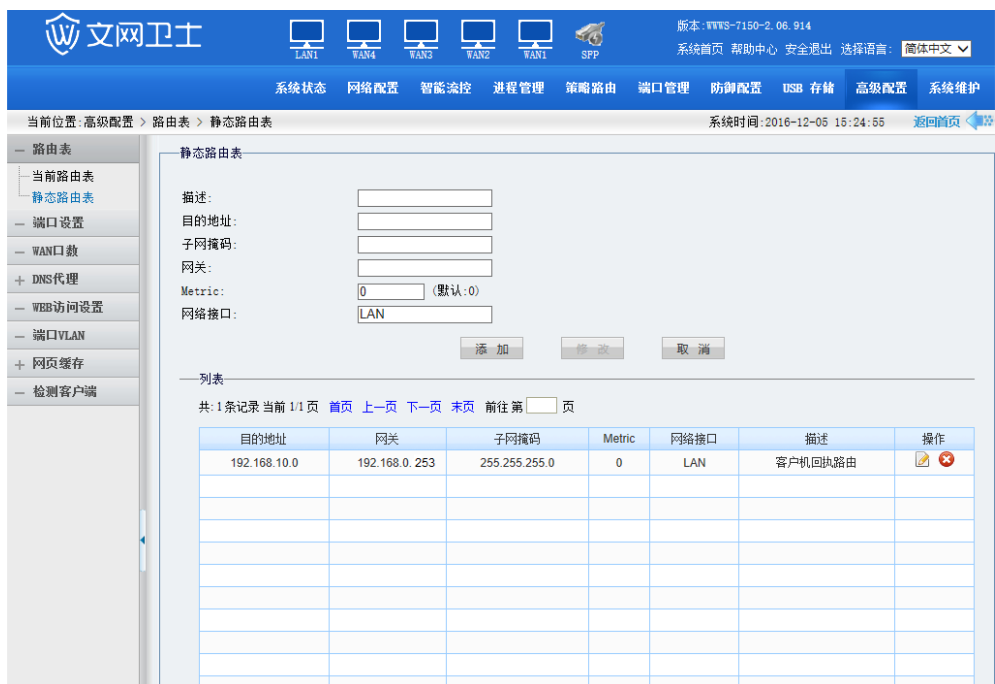 文网卫士
LAN1 WAN4 WAN3 WAN2 WAN1 SFP
版本:WWWS-7150-2.06.914
系统首页 帮助中心 安全退出 选择语言: 简体中文
系统状态 网络配置 智能流控 进程管理 策略路由 端口管理 防御配置 USB 存储 高级配置 系统维护
当前位置:高级配置 > 路由表 > 静态路由表 系统时间:2016-12-05 15:24:55 返回首页
路由表
当前路由表
静态路由表
端口设置
WAN口数
DNS代理
WEB访问设置
端口VLAN
网页缓存
检测客户端
静态路由表
描述:
目的地址:
子网掩码:
网关:
Metric: 0 (默认:0)
网络接口: LAN
添 加 修 改 取 消
列表
共: 1 条记录 当前 1/1 页 首页 上一页 下一页 末页 前往 第 页
目的地址 网关 子网掩码 Metric 网络接口 描述 操作
192.168.10.0 192.168.0.253 255.255.255.0 0 LAN 客户机回执路由